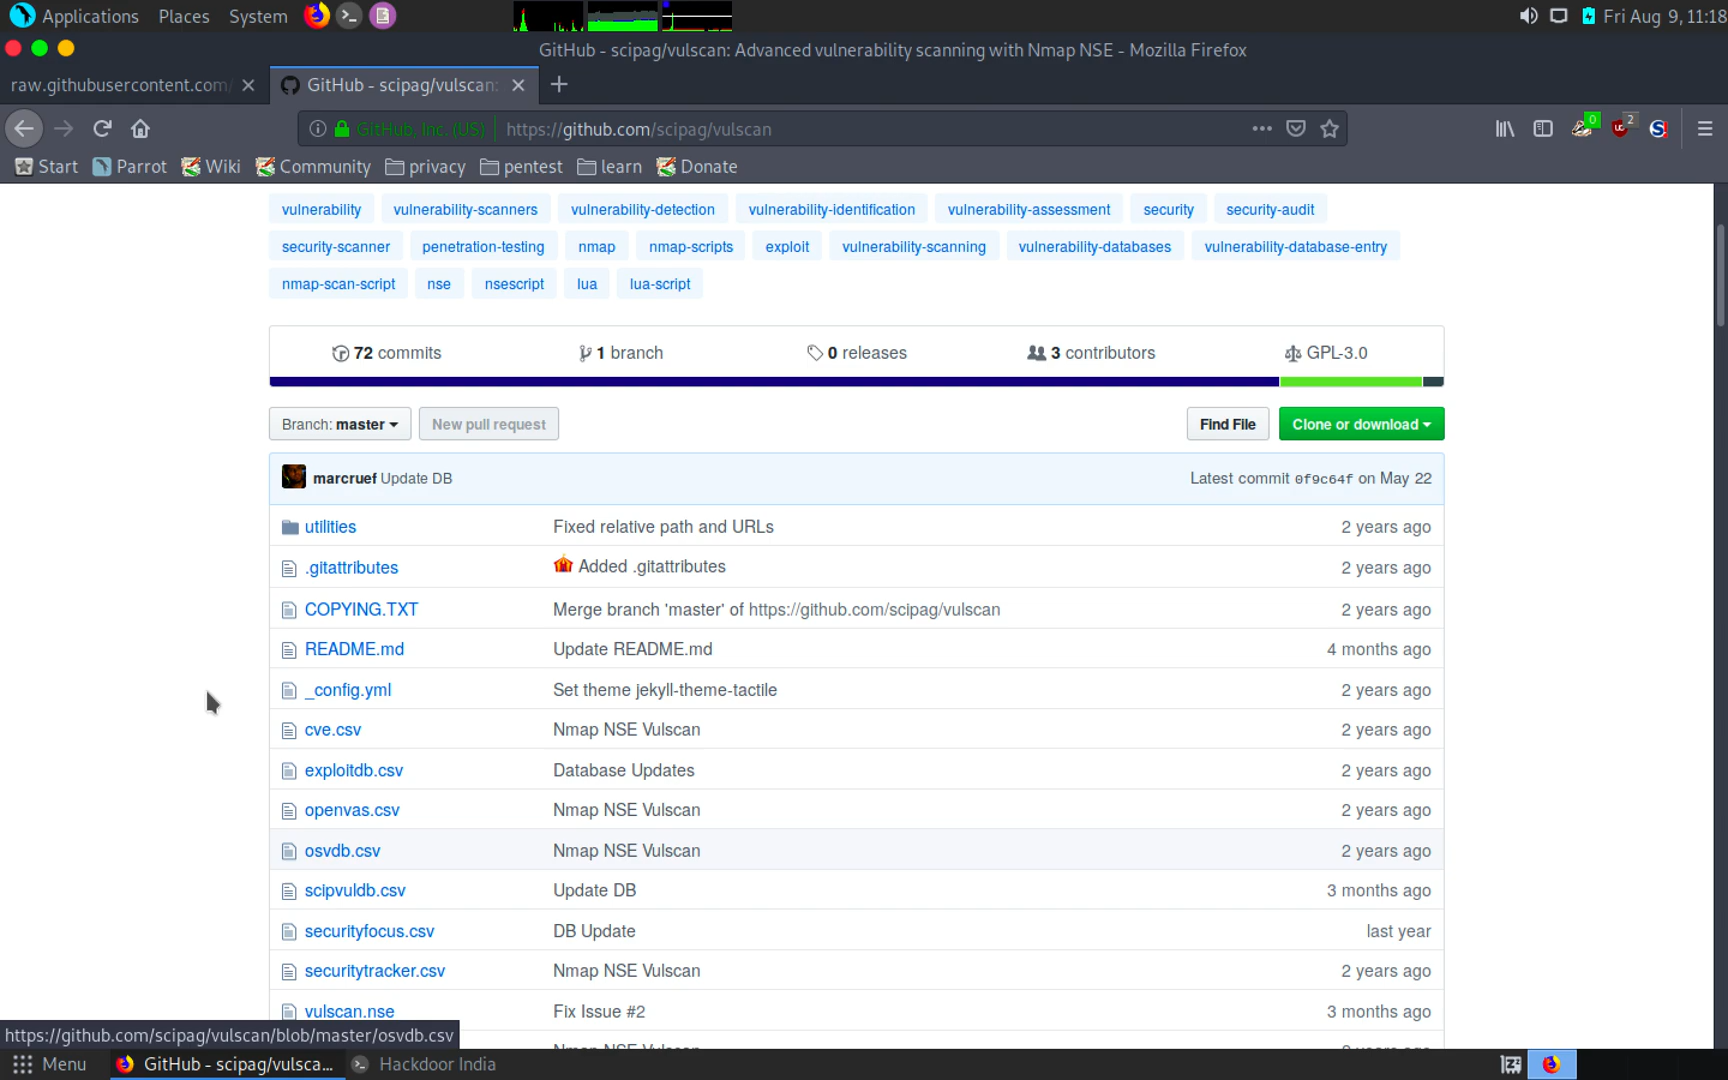 Applications Places System Fri Aug 9, 11:18
GitHub - scipag/vulscan: Advanced vulnerability scanning with Nmap NSE - Mozilla Firefox
raw.githubusercontent.com/ GitHub - scipag/vulscan:
GitHub, Inc. (US) https://github.com/scipag/vulscan 0 2
Start Parrot Wiki Community privacy pentest learn Donate
vulnerability vulnerability-scanners vulnerability-detection vulnerability-identification vulnerability-assessment security security-audit
security-scanner penetration-testing nmap nmap-scripts exploit vulnerability-scanning vulnerability-databases vulnerability-database-entry
nmap-scan-script nse nsescript lua lua-script
72 commits 1 branch 0 releases 3 contributors GPL-3.0
Branch: master New pull request Find File Clone or download
marcruef Update DB Latest commit 0f9c64f on May 22
utilities Fixed relative path and URLs 2 years ago
.gitattributes Added .gitattributes 2 years ago
COPYING.TXT Merge branch 'master' of https://github.com/scipag/vulscan 2 years ago
README.md Update README.md 4 months ago
_config.yml Set theme jekyll-theme-tactile 2 years ago
cve.csv Nmap NSE Vulscan 2 years ago
exploitdb.csv Database Updates 2 years ago
openvas.csv Nmap NSE Vulscan 2 years ago
osvdb.csv Nmap NSE Vulscan 2 years ago
scipvuldb.csv Update DB 3 months ago
securityfocus.csv DB Update last year
securitytracker.csv Nmap NSE Vulscan 2 years ago
vulscan.nse Fix Issue #2 3 months ago
https://github.com/scipag/vulscan/blob/master/osvdb.csv
Menu GitHub - scipag/vulsca... Hackdoor India